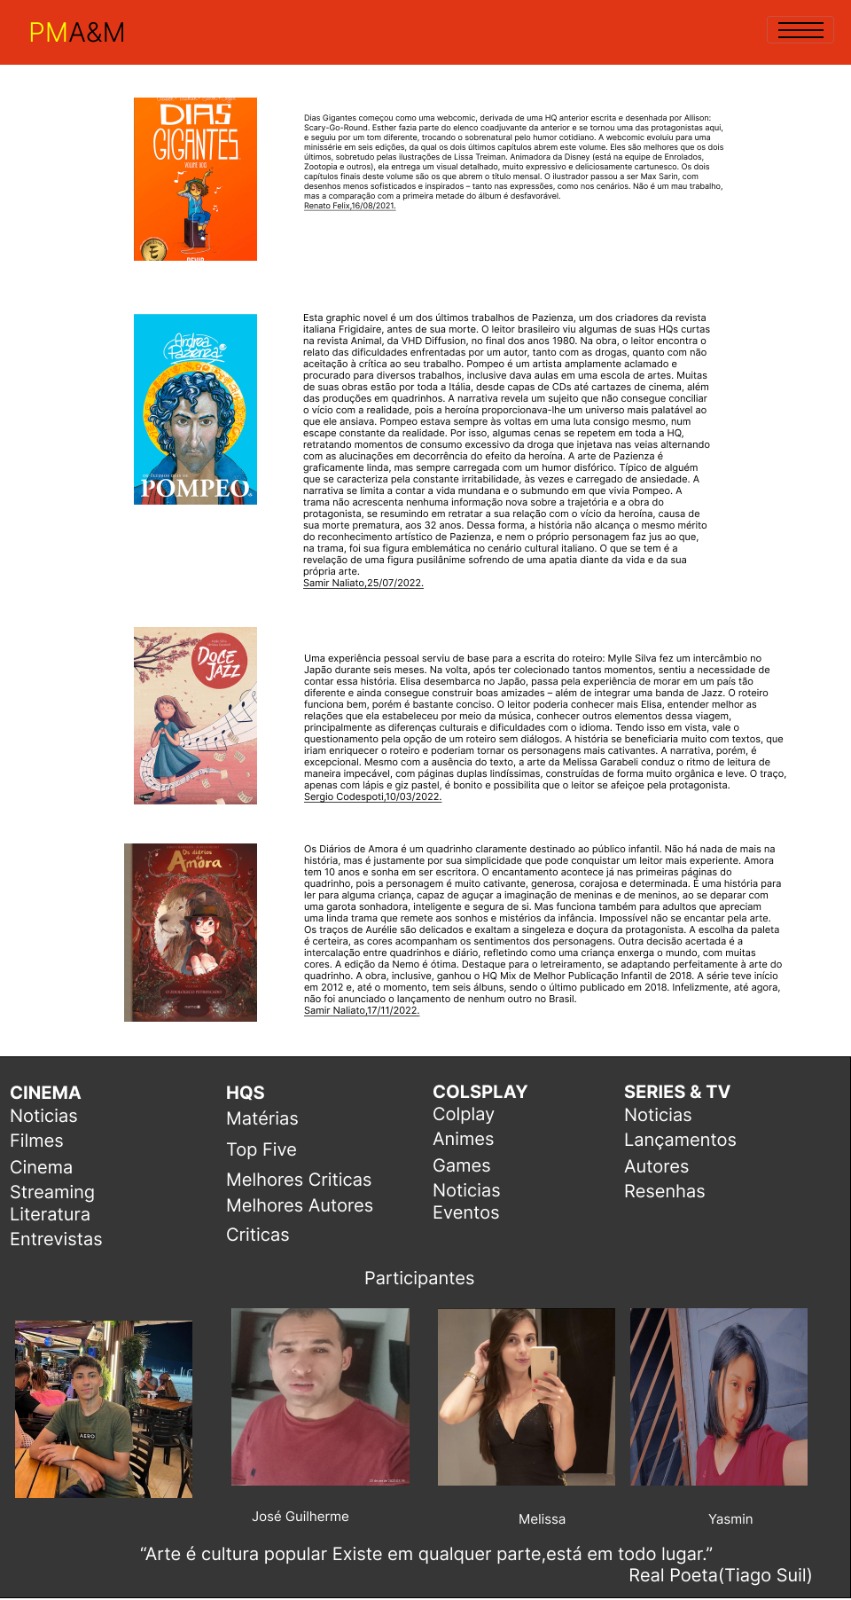 PMA&M
DIAS
GIGANTES
VOLUME DOIS
Dias Gigantes começou como uma webcomic, derivada de uma HQ anterior escrita e desenhada por Allison:
Scary-Go-Round. Esther fazia parte do elenco coadjuvante da anterior e se tornou uma das protagonistas aqui,
e seguiu por um tom diferente, trocando o sobrenatural pelo humor cotidiano. A webcomic evoluiu para uma
minissérie em seis edições, da qual os dois últimos capítulos abrem este volume. Eles são melhores que os dois
últimos, sobretudo pelas ilustrações de Lissa Treiman. Animadora da Disney (está na equipe de Enrolados,
Zootopia e outros), ela entrega um visual detalhado, muito expressivo e deliciosamente cartunesco. Os dois
capítulos finais deste volume são os que abrem o título mensal. O ilustrador passou a ser Max Sarin, com
desenhos menos sofisticados e inspirados – tanto nas expressões, como nos cenários. Não é um mau trabalho,
mas a comparação com a primeira metade do álbum é desfavorável.
Renato Felix,16/08/2021.
Andrea
Pazienza
POMPEO
Esta graphic novel é um dos últimos trabalhos de Pazienza, um dos criadores da revista
italiana Frigidaire, antes de sua morte. O leitor brasileiro viu algumas de suas HQs curtas
na revista Animal, da VHD Diffusion, no final dos anos 1980. Na obra, o leitor encontra o
relato das dificuldades enfrentadas por um autor, tanto com as drogas, quanto com não
aceitação à crítica ao seu trabalho. Pompeo é um artista amplamente aclamado e
procurado para diversos trabalhos, inclusive dava aulas em uma escola de artes. Muitas
de suas obras estão por toda a Itália, desde capas de CDs até cartazes de cinema, além
das produções em quadrinhos. A narrativa revela um sujeito que não consegue conciliar
o vício com a realidade, pois a heroína proporcionava-lhe um universo mais palatável ao
que ele ansiava. Pompeo estava sempre às voltas em uma luta consigo mesmo, num
escape constante da realidade. Por isso, algumas cenas se repetem em toda a HQ,
retratando momentos de consumo excessivo da droga que injetava nas veias alternando
com as alucinações em decorrência do efeito da heroína. A arte de Pazienza é
graficamente linda, mas sempre carregada com um humor disfórico. Típico de alguém
que se caracteriza pela constante irritabilidade, às vezes e carregado de ansiedade. A
narrativa se limita a contar a vida mundana e o submundo em que vivia Pompeo. A
trama não acrescenta nenhuma informação nova sobre a trajetória e a obra do
protagonista, se resumindo em retratar a sua relação com o vício da heroína, causa de
sua morte prematura, aos 32 anos. Dessa forma, a história não alcança o mesmo mérito
do reconhecimento artístico de Pazienza, e nem o próprio personagem faz jus ao que,
na trama, foi sua figura emblemática no cenário cultural italiano. O que se tem é a
revelação de uma figura pusilânime sofrendo de uma apatia diante da vida e da sua
própria arte.
Samir Naliato,25/07/2022.
DOCE
JAZZ
Uma experiência pessoal serviu de base para a escrita do roteiro: Mylle Silva fez um intercâmbio no
Japão durante seis meses. Na volta, após ter colecionado tantos momentos, sentiu a necessidade de
contar essa história. Elisa desembarca no Japão, passa pela experiência de morar em um país tão
diferente e ainda consegue construir boas amizades – além de integrar uma banda de Jazz. O roteiro
funciona bem, porém é bastante conciso. O leitor poderia conhecer mais Elisa, entender melhor as
relações que ela estabeleceu por meio da música, conhecer outros elementos dessa viagem,
principalmente as diferenças culturais e dificuldades com o idioma. Tendo isso em vista, vale o
questionamento pela opção de um roteiro sem diálogos. A história se beneficiaria muito com textos, que
iriam enriquecer o roteiro e poderiam tornar os personagens mais cativantes. A narrativa, porém, é
excepcional. Mesmo com a ausência do texto, a arte da Melissa Garabeli conduz o ritmo de leitura de
maneira impecável, com páginas duplas lindíssimas, construídas de forma muito orgânica e leve. O traço,
apenas com lápis e giz pastel, é bonito e possibilita que o leitor se afeiçoe pela protagonista.
Sergio Codespoti,10/03/2022.
Os diários
de
Amora
Os Diários de Amora é um quadrinho claramente destinado ao público infantil. Não há nada de mais na
história, mas é justamente por sua simplicidade que pode conquistar um leitor mais experiente. Amora
tem 10 anos e sonha em ser escritora. O encantamento acontece já nas primeiras páginas do
quadrinho, pois a personagem é muito cativante, generosa, corajosa e determinada. É uma história para
ler para alguma criança, capaz de aguçar a imaginação de meninas e de meninos, ao se deparar com
uma garota sonhadora, inteligente e segura de si. Mas funciona também para adultos que apreciam
uma linda trama que remete aos sonhos e mistérios da infância. Impossível não se encantar pela arte.
Os traços de Aurélie são delicados e exaltam a singeleza e doçura da protagonista. A escolha da paleta
é certeira, as cores acompanham os sentimentos dos personagens. Outra decisão acertada é a
intercalação entre quadrinhos e diário, refletindo como uma criança enxerga o mundo, com muitas
cores. A edição da Nemo é ótima. Destaque para o letreiramento, se adaptando perfeitamente à arte do
quadrinho. A obra, inclusive, ganhou o HQ Mix de Melhor Publicação Infantil de 2018. A série teve início
em 2012 e, até o momento, tem seis álbuns, sendo o último publicado em 2018. Infelizmente, até agora,
não foi anunciado o lançamento de nenhum outro no Brasil.
Samir Naliato,17/11/2022.
CINEMA
Noticias
Filmes
Cinema
Streaming
Literatura
Entrevistas
HQS
Matérias
Top Five
Melhores Criticas
Melhores Autores
Criticas
COLSPLAY
Colplay
Animes
Games
Noticias
Eventos
SERIES & TV
Noticias
Lançamentos
Autores
Resenhas
Participantes
AERO
José Guilherme
Melissa
Yasmin
“Arte é cultura popular Existe em qualquer parte,está em todo lugar.”
Real Poeta(Tiago Suil)